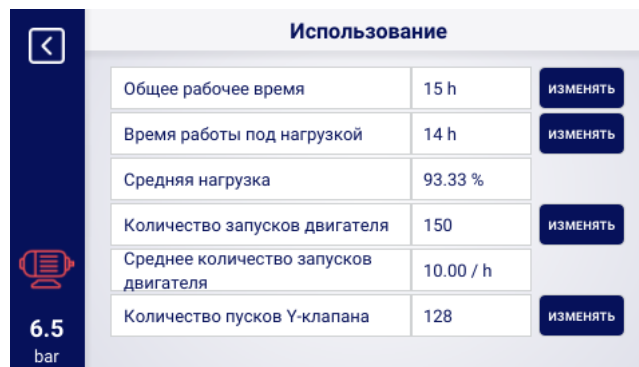 Использование
Общее рабочее время 15 h ИЗМЕНЯТЬ
Время работы под нагрузкой 14 h ИЗМЕНЯТЬ
Средняя нагрузка 93.33 %
Количество запусков двигателя 150 ИЗМЕНЯТЬ
Среднее количество запусков
двигателя 10.00 / h
Количество пусков Y-клапана 128 ИЗМЕНЯТЬ
6.5
bar